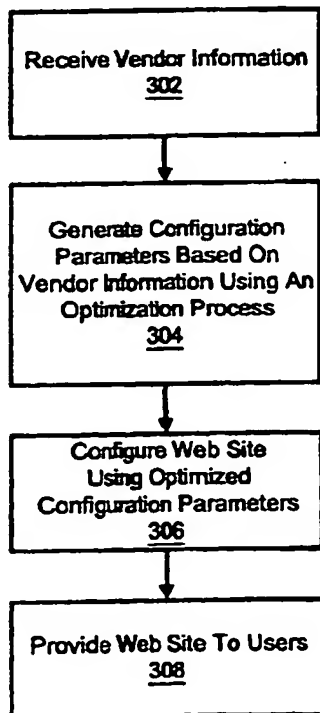 Receive Vendor Information
302
Generate Configuration
Parameters Based On
Vendor Information Using An
Optimization Process
304
Configure Web Site
Using Optimized
Configuration Parameters
306
Provide Web Site To Users
308